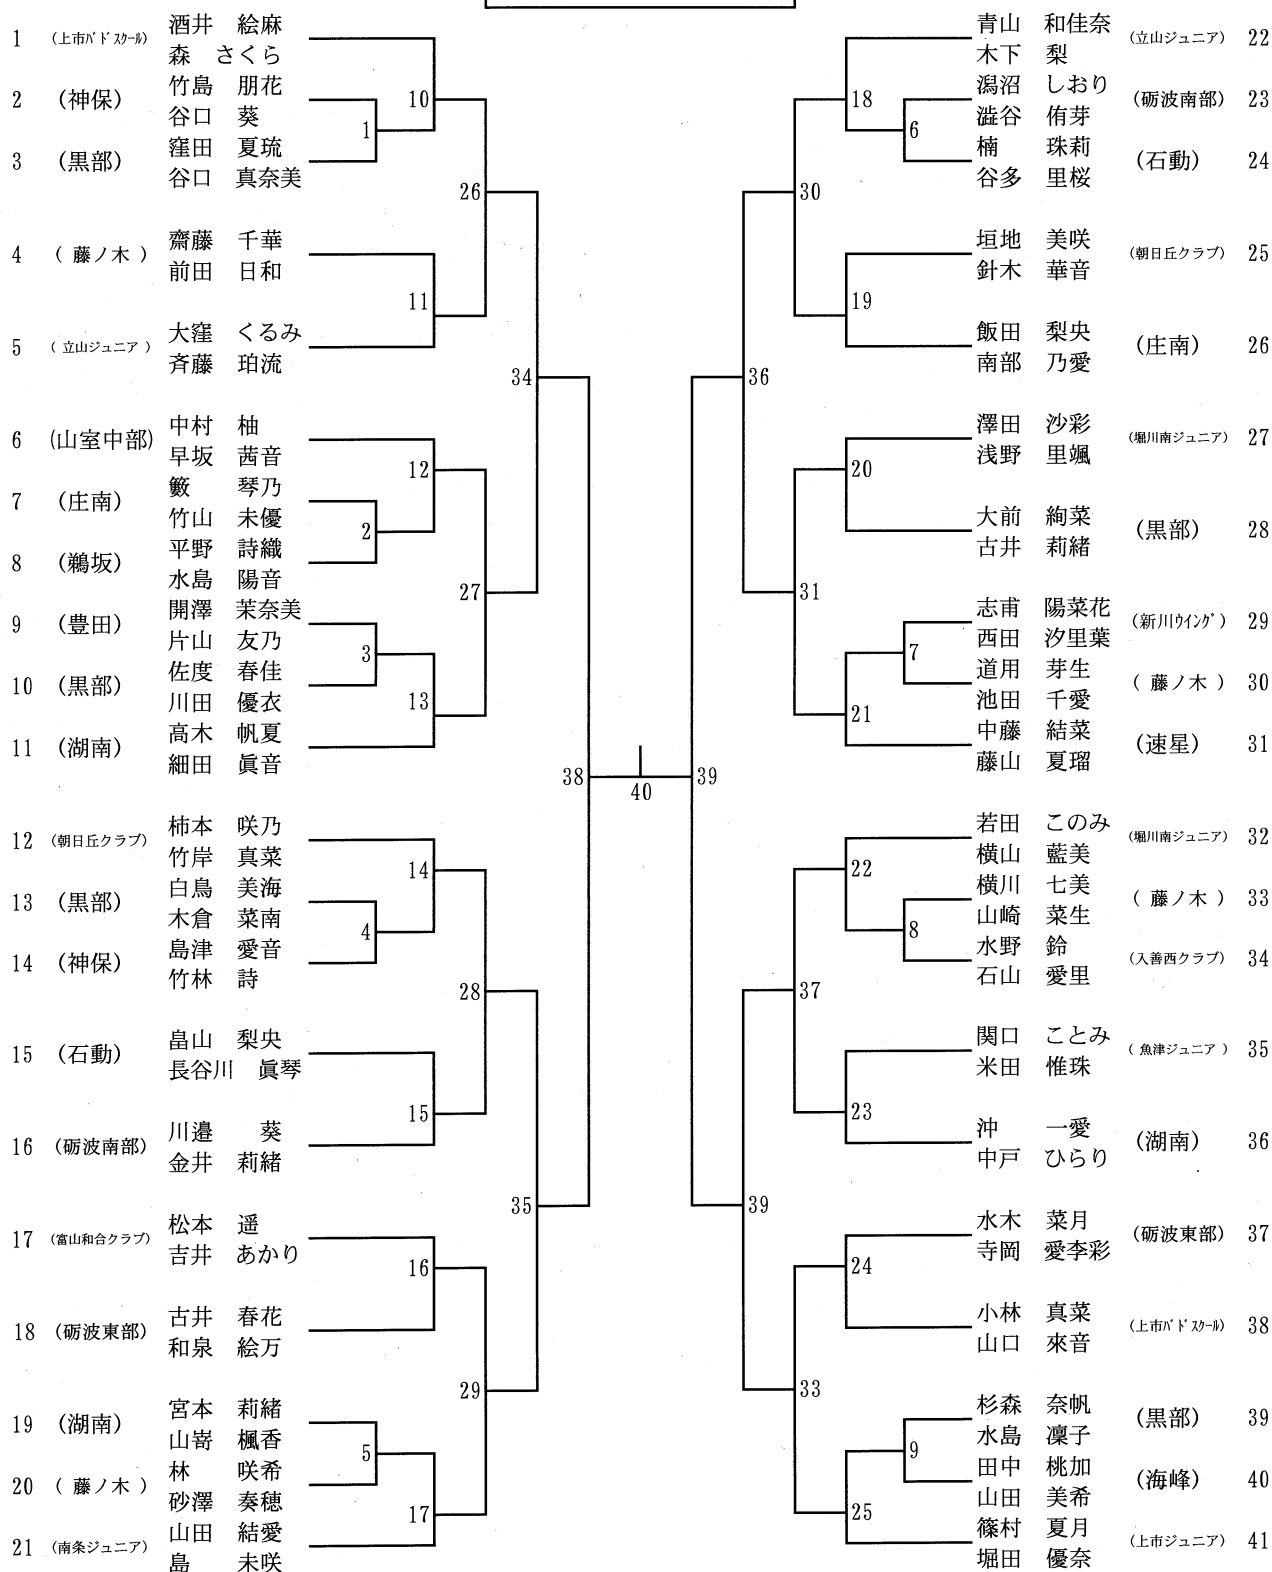 1 (上市ﾊﾞﾄﾞｽｸｰﾙ) 酒井 絵麻
森 さくら
2 (神保) 竹島 朋花
谷口 葵
3 (黒部) 窪田 夏琉
谷口 真奈美
4 (藤ノ木) 齋藤 千華
前田 日和
5 (立山ジュニア) 大窪 くるみ
斉藤 珀流
6 (山室中部) 中村 柚
早坂 茜音
7 (庄南) 籔 琴乃
竹山 未優
8 (鵜坂) 平野 詩織
水島 陽音
9 (豊田) 開澤 茉奈美
片山 友乃
10 (黒部) 佐度 春佳
川田 優衣
11 (湖南) 高木 帆夏
細田 眞音
12 (朝日丘クラブ) 柿本 咲乃
竹岸 真菜
13 (黒部) 白鳥 美海
木倉 菜南
14 (神保) 島津 愛音
竹林 詩
15 (石動) 畠山 梨央
長谷川 眞琴
16 (砺波南部) 川邉 葵
金井 莉緒
17 (富山和合クラブ) 松本 遥
吉井 あかり
18 (砺波東部) 古井 春花
和泉 絵万
19 (湖南) 宮本 莉緒
山嵜 楓香
20 (藤ノ木) 林 咲希
砂澤 奏穂
21 (南条ジュニア) 山田 結愛
島 未咲
10
1
26
11
34
12
2
27
3
13
38
14
4
28
15
35
16
29
5
17
40
18
6
30
19
36
20
31
7
21
39
22
8
37
23
39
24
33
9
25
青山 和佳奈 (立山ジュニア) 22
木下 梨
潟沼 しおり (砺波南部) 23
澁谷 侑芽
楠 珠莉 (石動) 24
谷多 里桜
垣地 美咲 (朝日丘クラブ) 25
針木 華音
飯田 梨央 (庄南) 26
南部 乃愛
澤田 沙彩 (堀川南ジュニア) 27
浅野 里颯
大前 絢菜 (黒部) 28
古井 莉緒
志甫 陽菜花 (新川ｳｲﾝｸﾞ) 29
西田 汐里葉
道用 芽生 (藤ノ木) 30
池田 千愛
中藤 結菜 (速星) 31
藤山 夏瑠
若田 このみ (堀川南ジュニア) 32
横山 藍美
横川 七美 (藤ノ木) 33
山崎 菜生
水野 鈴 (入善西クラブ) 34
石山 愛里
関口 ことみ (魚津ジュニア) 35
米田 惟珠
沖 一愛 (湖南) 36
中戸 ひらり
水木 菜月 (砺波東部) 37
寺岡 愛李彩
小林 真菜 (上市ﾊﾞﾄﾞｽｸｰﾙ) 38
山口 來音
杉森 奈帆 (黒部) 39
水島 凜子
田中 桃加 (海峰) 40
山田 美希
篠村 夏月 (上市ジュニア) 41
堀田 優奈